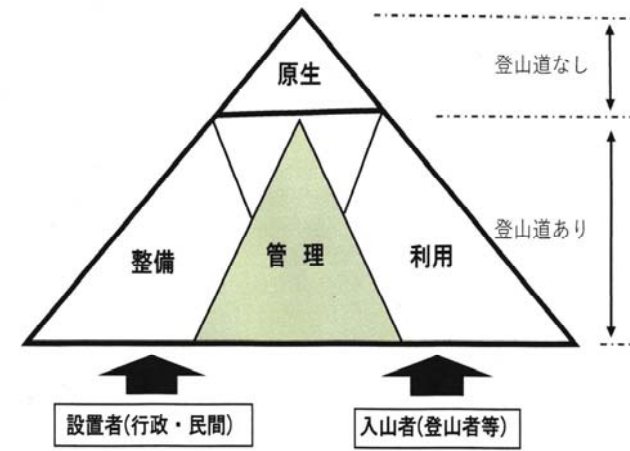 原生
登山道なし
整備
管理
利用
登山道あり
設置者(行政・民間)
入山者(登山者等)